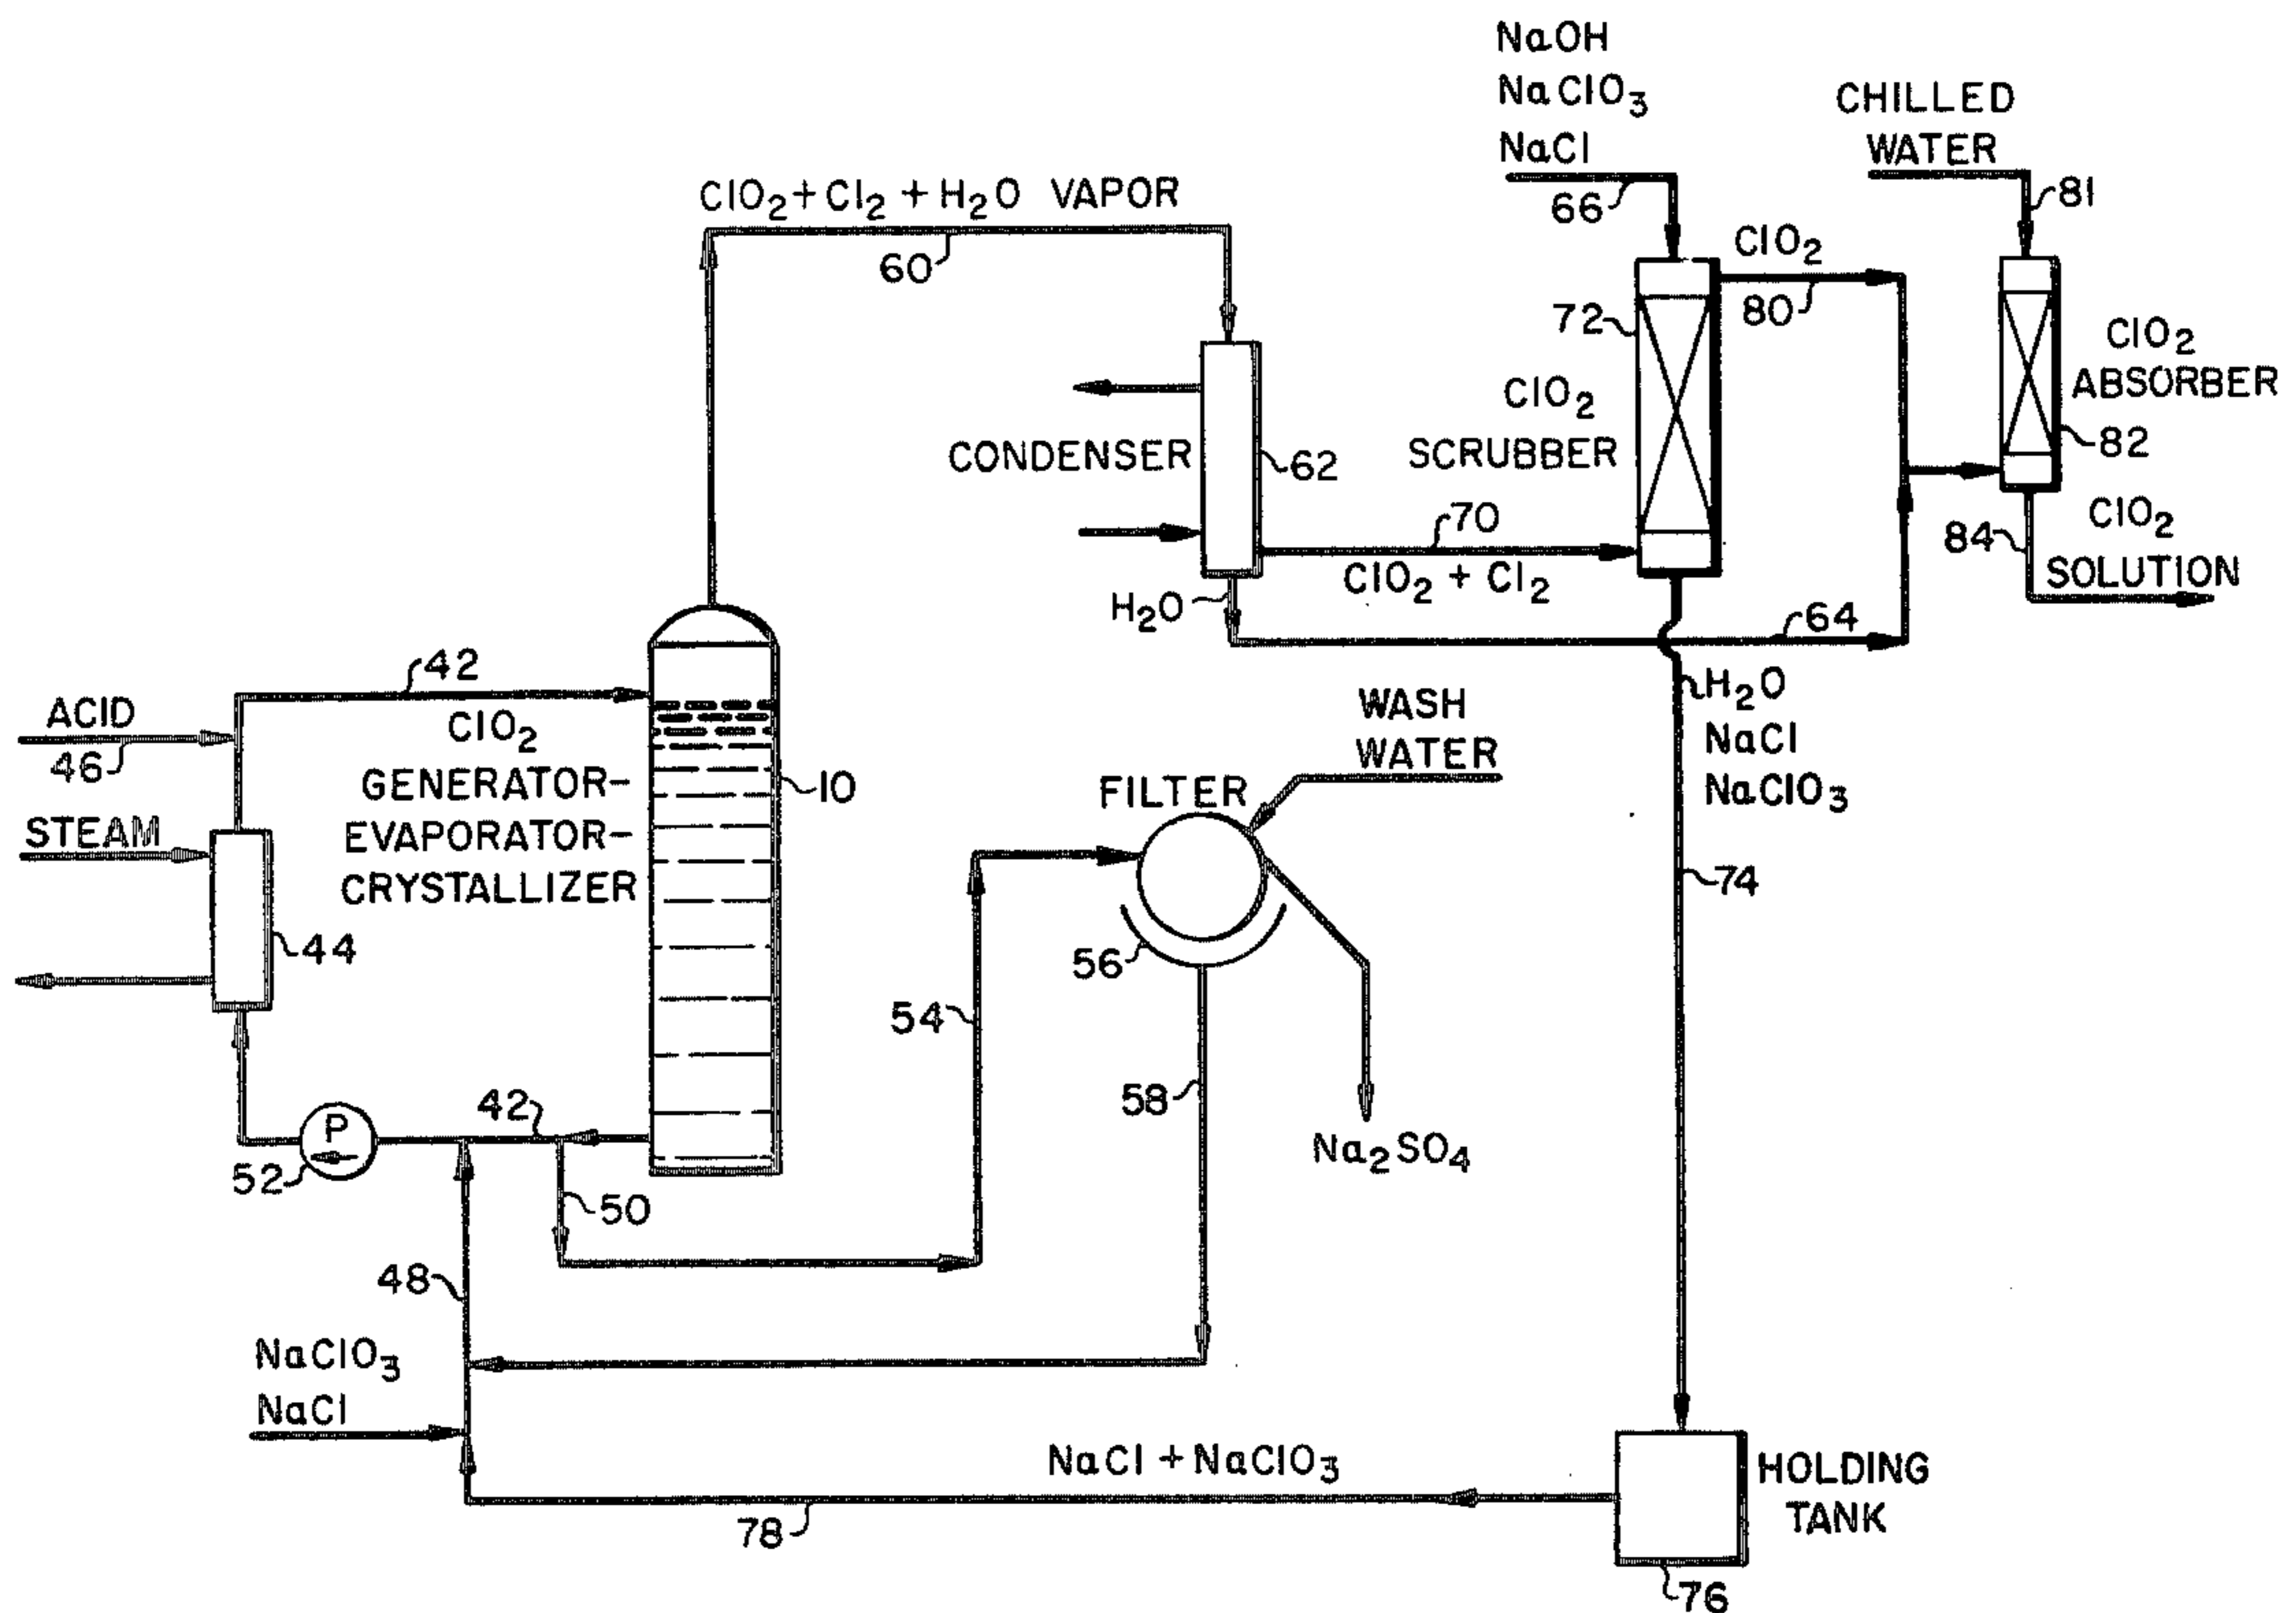 NaOH
NaClO3
NaCl
66
CHILLED
WATER
81
ClO2 + Cl2 + H2O VAPOR
60
ClO2
80
72
ClO2
SCRUBBER
ClO2
ABSORBER
82
CONDENSER
62
70
ClO2 + Cl2
ClO2
84
SOLUTION
H2O
64
42
ACID
46
ClO2
GENERATOR-
EVAPORATOR-
CRYSTALLIZER
10
STEAM
44
WASH
WATER
FILTER
56
H2O
NaCl
NaClO3
74
54
58
Na2SO4
42
P
52
50
48
NaClO3
NaCl
NaCl + NaClO3
78
HOLDING
TANK
76